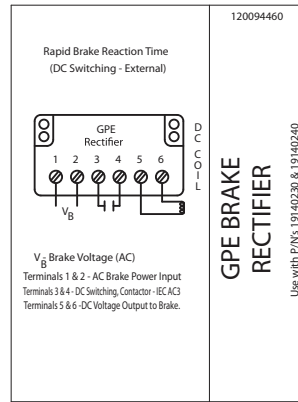 120094460
Rapid Brake Reaction Time
(DC Switching - External)
GPE
Rectifier
1 2 3 4 5 6
DC COIL
VB
VB- Brake Voltage (AC)
Terminals 1 & 2 - AC Brake Power Input
Terminals 3 & 4 - DC Switching, Contactor - IEC AC3
Terminals 5 & 6 -DC Voltage Output to Brake.
GPE BRAKE
RECTIFIER
Use with P/N's 19140230 & 19140240